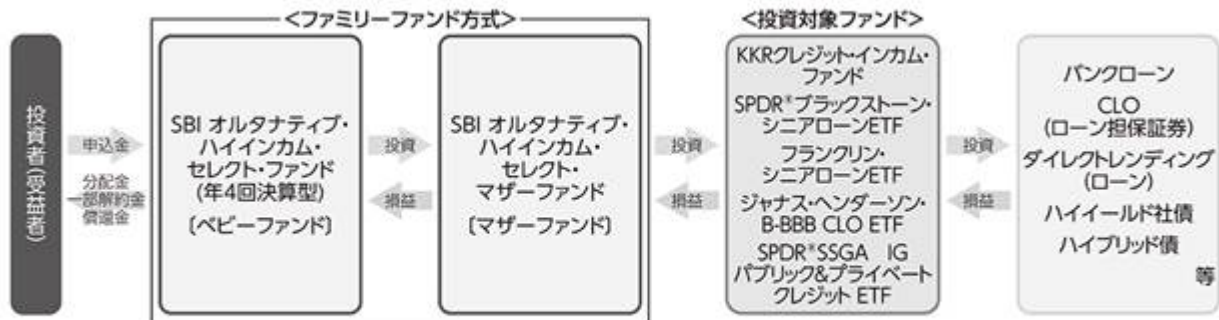 <ファミリーファンド方式>
<投資対象ファンド>
投資者(受益者)
申込金
分配金
一部解約金
償還金
SBI オルタナティブ・
ハイインカム・
セレクト・ファンド
(年4回決算型)
〔ベビーファンド〕
投資
損益
SBI オルタナティブ・
ハイインカム・
セレクト・
マザーファンド
〔マザーファンド〕
投資
損益
KKRクレジット・インカム・
ファンド
SPDR®ブラックストーン・
シニアローンETF
フランクリン・
シニアローンETF
ジャナス・ヘンダーソン・
B-BBB CLO ETF
SPDR®SSGA IG
パブリック&プライベート
クレジット ETF
投資
損益
バンクローン
CLO
(ローン担保証券)
ダイレクトレンディング
(ローン)
ハイイールド社債
ハイブリッド債
等